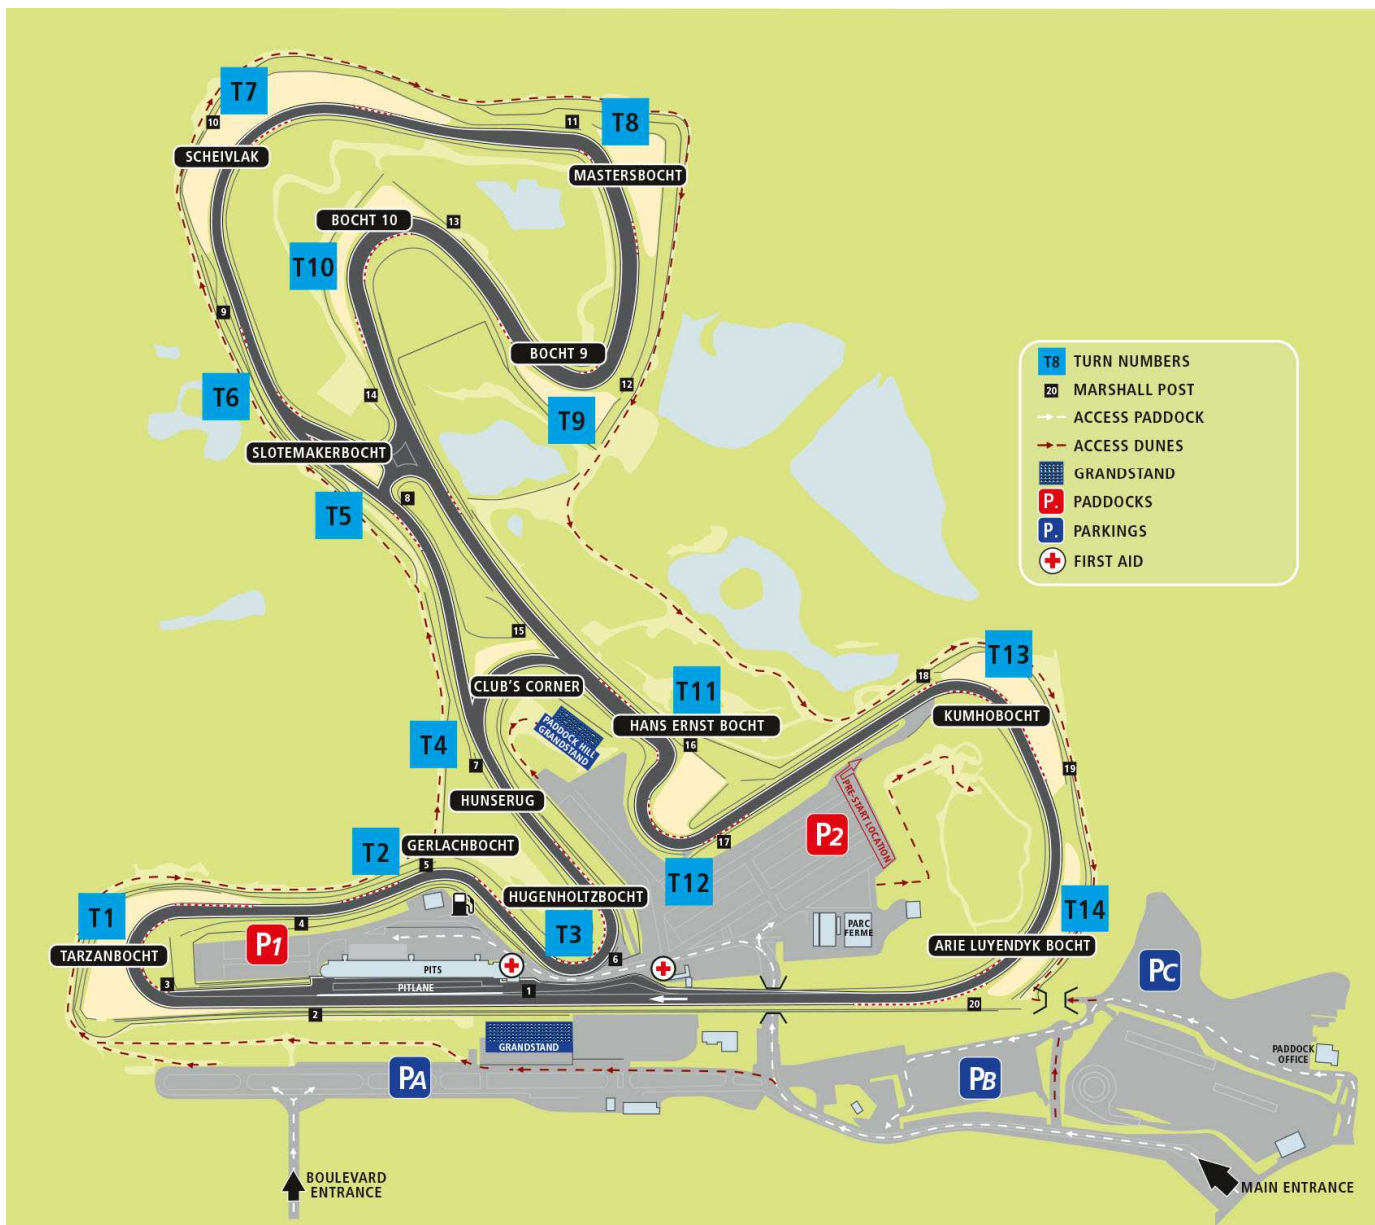 T7
10
11
T8
SCHEIVLAK
MASTERSBOCHT
BOCHT 10
13
T10
9
BOCHT 9
12
14
T6
T9
SLOTEMAKERBOCHT
8
T5
T8 TURN NUMBERS
20 MARSHALL POST
ACCESS PADDOCK
ACCESS DUNES
GRANDSTAND
P. PADDOCKS
P. PARKINGS
FIRST AID
15
T13
18
CLUB'S CORNER
T11
HANS ERNST BOCHT
KUMHOBOCHT
PADDOCK HILL
GRANDSTAND
16
T4
7
19
HUNSERUG
PRE-START LOCATION
P2
17
T2
GERLACHBOCHT
5
T12
HUGENHOLTZBOCHT
T1
4
T3
T14
P1
PARC
FERME
TARZANBOCHT
ARIE LUYENDYK BOCHT
6
PITS
3
PITLANE
1
2
20
PC
GRANDSTAND
PADDOCK
OFFICE
PA
PB
BOULEVARD
ENTRANCE
MAIN ENTRANCE